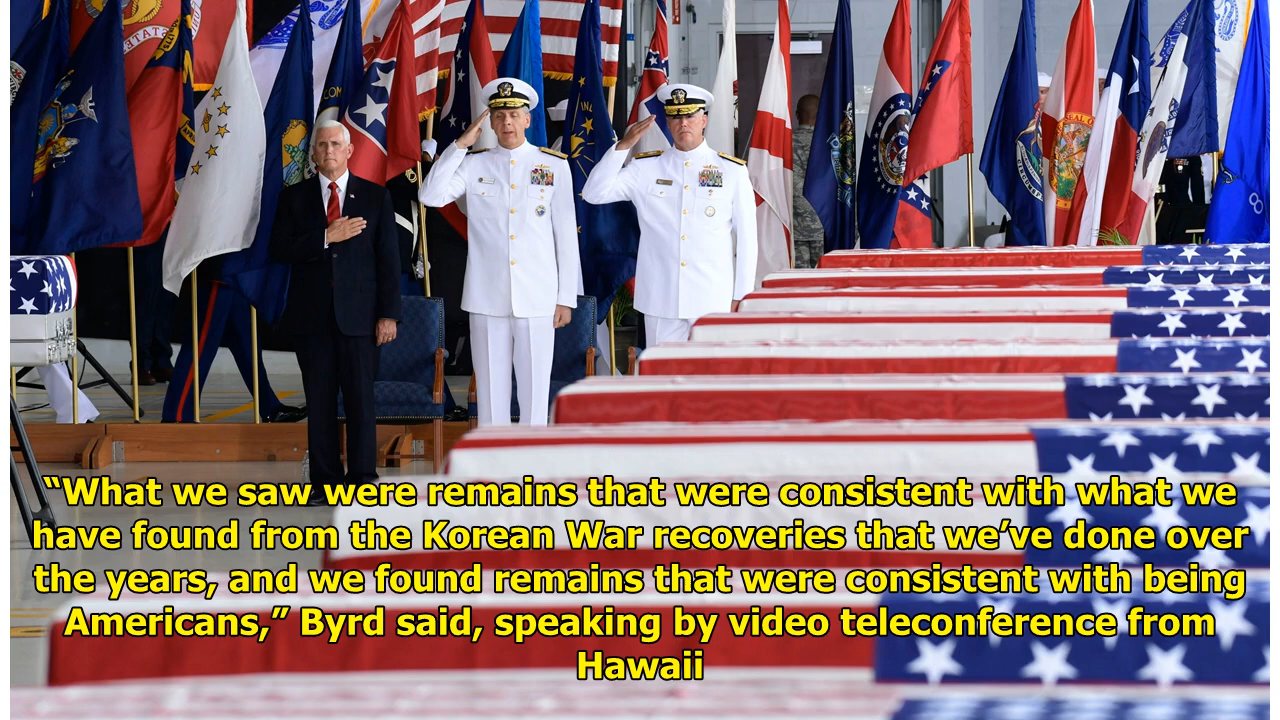 “What we saw were remains that were consistent with what we
have found from the Korean War recoveries that we’ve done over
the years, and we found remains that were consistent with being
Americans,” Byrd said, speaking by video teleconference from
Hawaii